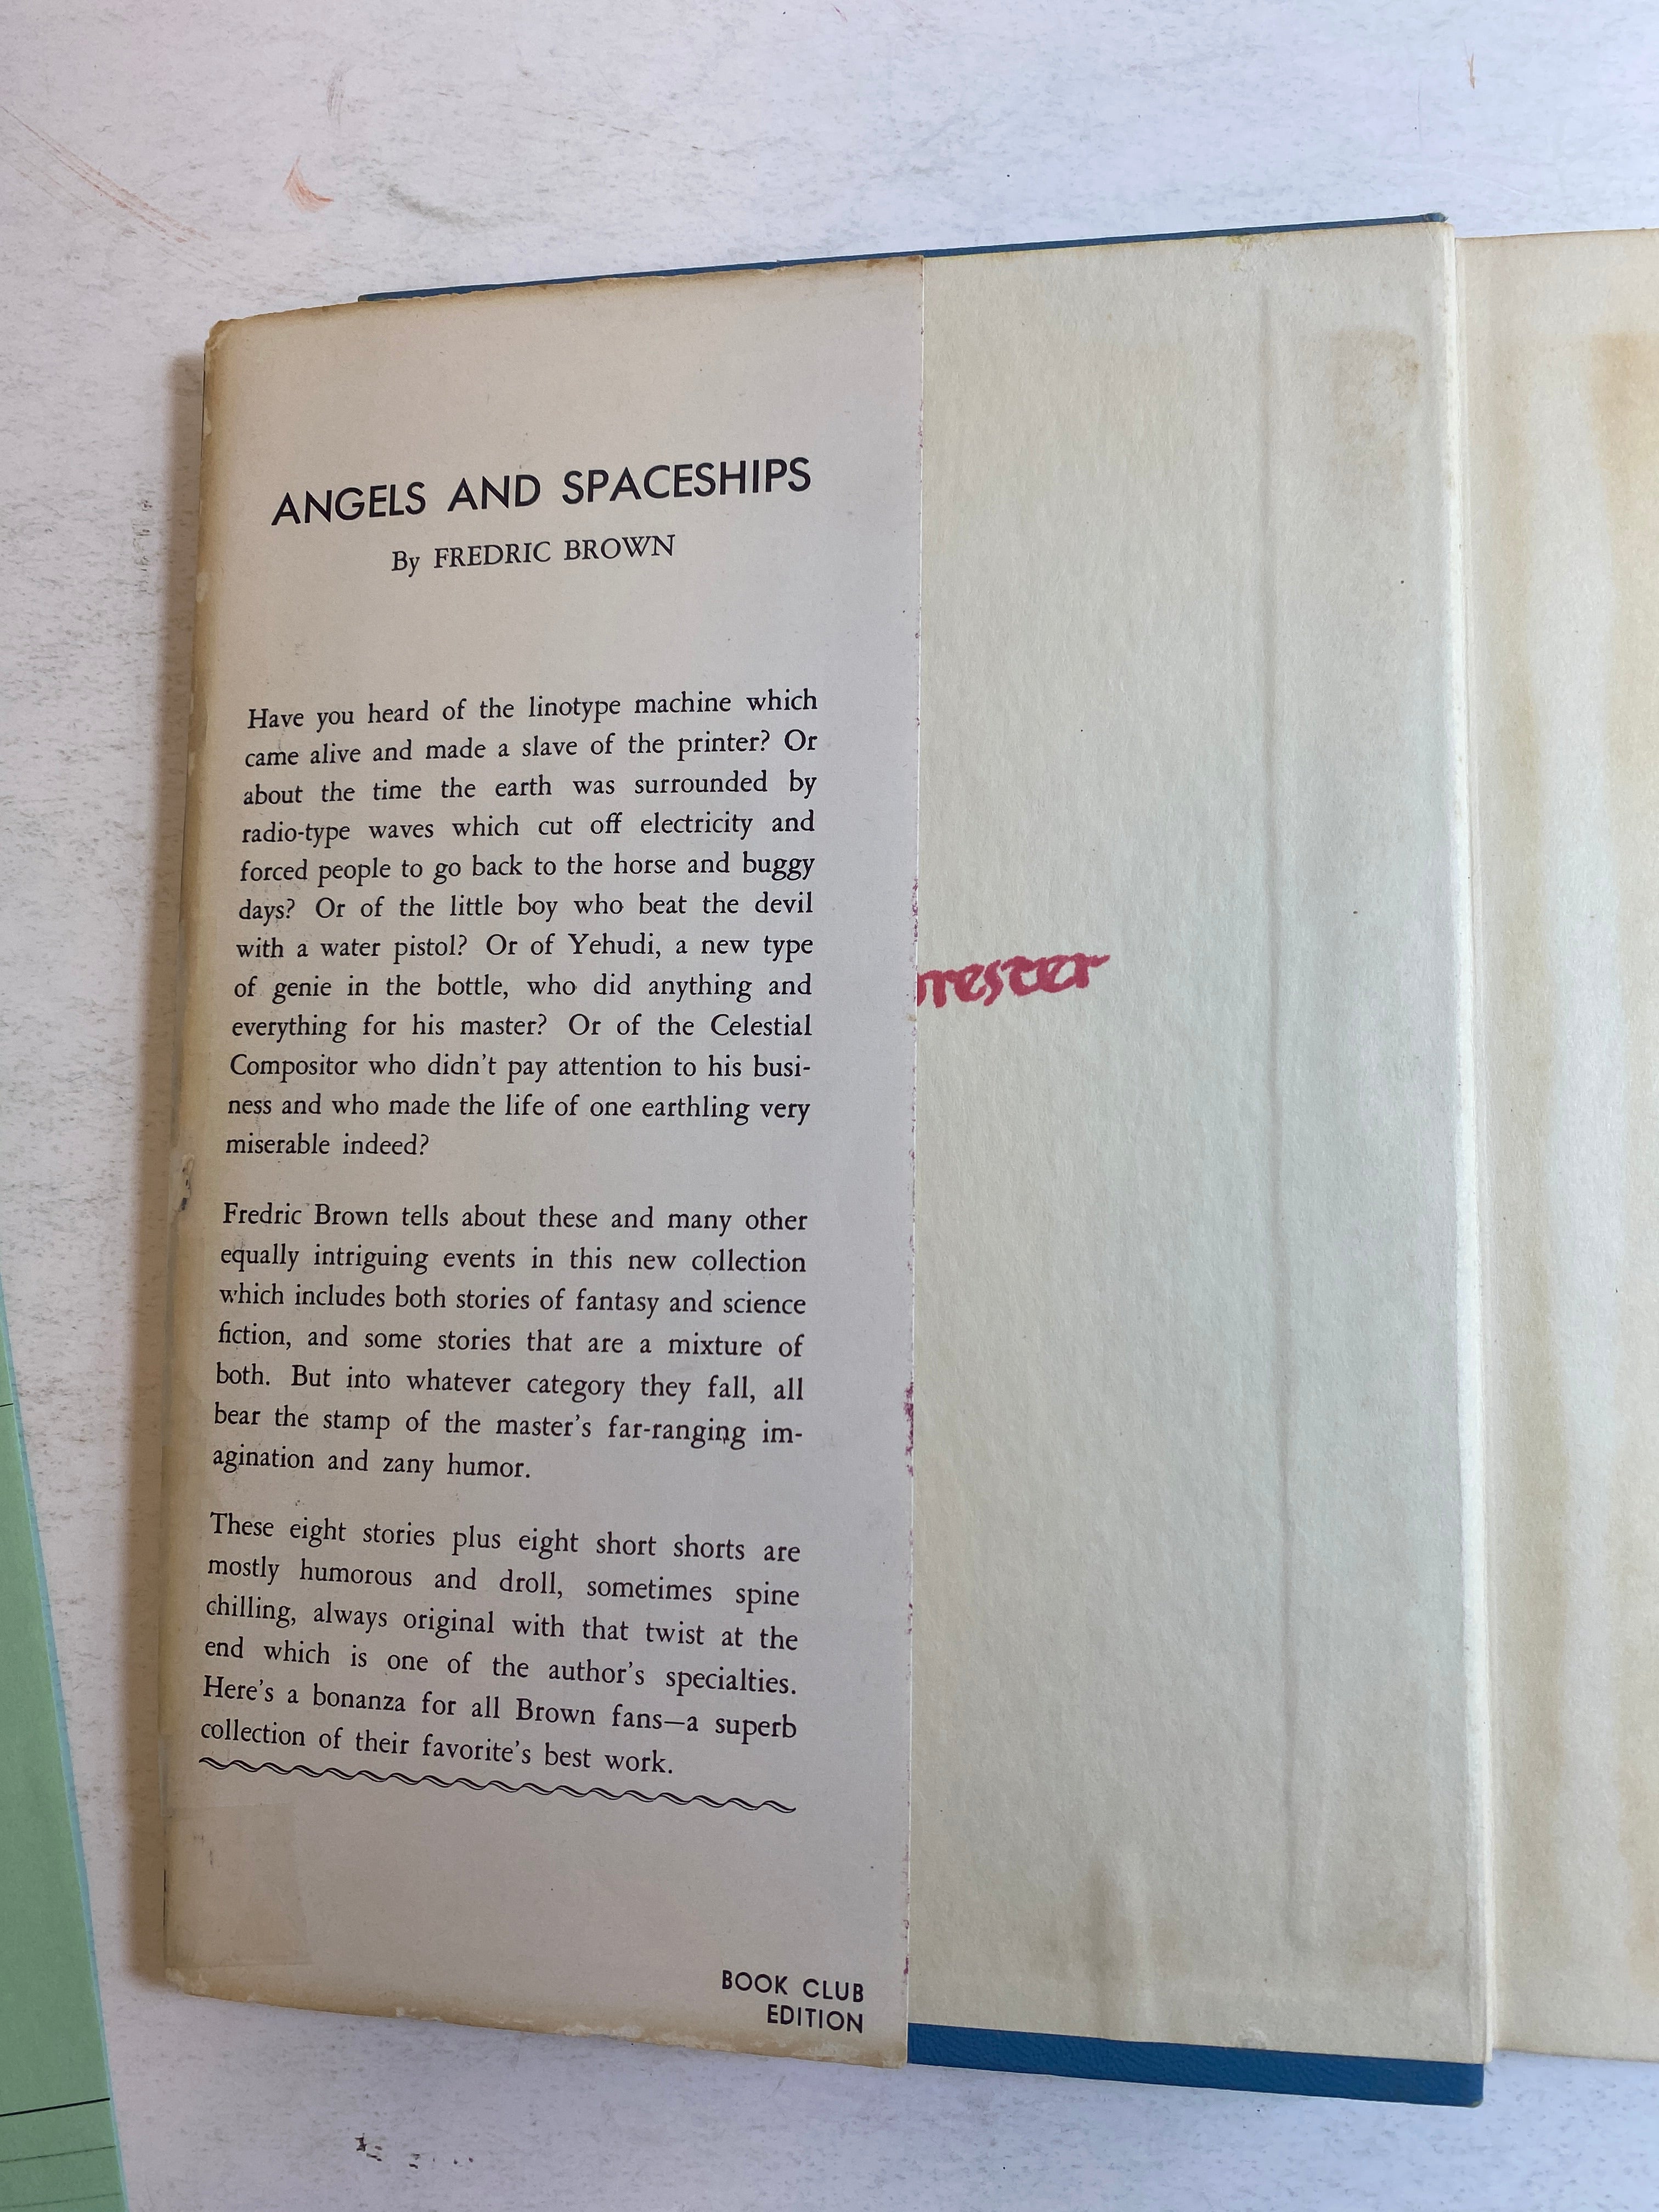 ANGELS AND SPACESHIPS
By FREDRIC BROWN
Have you heard of the linotype machine which
came alive and made a slave of the printer? Or
about the time the earth was surrounded by
radio-type waves which cut off electricity and
forced people to go back to the horse and buggy
days? Or of the little boy who beat the devil
with a water pistol? Or of Yehudi, a new type
of genie in the bottle, who did anything and
everything for his master? Or of the Celestial
Compositor who didn't pay attention to his busi-
ness and who made the life of one earthling very
miserable indeed?
Fredric Brown tells about these and many other
equally intriguing events in this new collection
which includes both stories of fantasy and science
fiction, and some stories that are a mixture of
both. But into whatever category they fall, all
bear the stamp of the master's far-ranging im-
agination and zany humor.
These eight stories plus eight short shorts are
mostly humorous and droll, sometimes spine
chilling, always original with that twist at the
end which is one of the author's specialties.
Here's a bonanza for all Brown fans—a superb
collection of their favorite's best work.
BOOK CLUB
EDITION